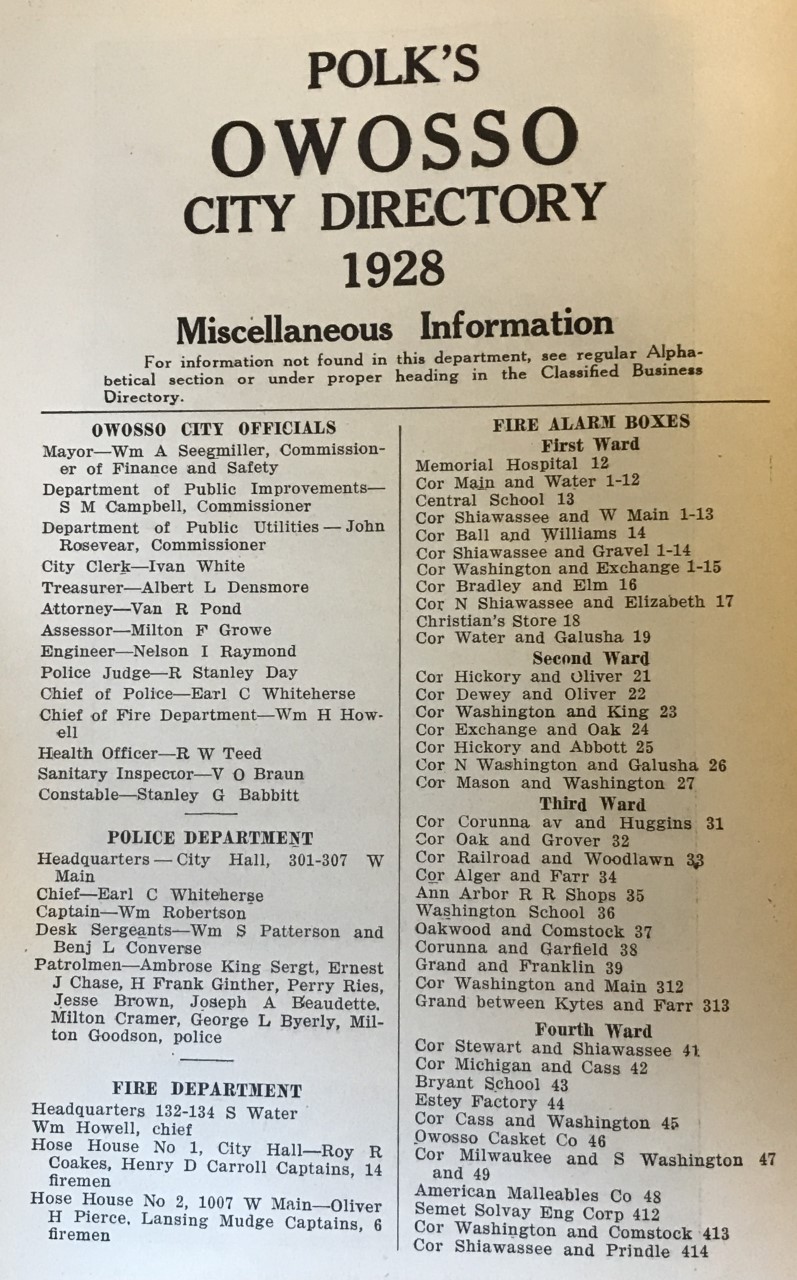 POLK'S
OWOSSO
CITY DIRECTORY
1928
Miscellaneous Information
For information not found in this department, see regular Alpha-
betical section or under proper heading in the Classified Business
Directory.
OWOSSO CITY OFFICIALS
Mayor—Wm A Seegmiller, Commission-
er of Finance and Safety
Department of Public Improvements—
S M Campbell, Commissioner
Department of Public Utilities — John
Rosevear, Commissioner
City Clerk—Ivan White
Treasurer—Albert L Densmore
Attorney—Van R Pond
Assessor—Milton F Growe
Engineer—Nelson I Raymond
Police Judge—R Stanley Day
Chief of Police—Earl C Whiteherse
Chief of Fire Department—Wm H How-
ell
Health Officer—R W Teed
Sanitary Inspector—V O Braun
Constable—Stanley G Babbitt
POLICE DEPARTMENT
Headquarters — City Hall, 301-307 W
Main
Chief—Earl C Whiteherse
Captain—Wm Robertson
Desk Sergeants—Wm S Patterson and
Benj L Converse
Patrolmen—Ambrose King Sergt, Ernest
J Chase, H Frank Ginther, Perry Ries,
Jesse Brown, Joseph A Beaudette.
Milton Cramer, George L Byerly, Mil-
ton Goodson, police
FIRE DEPARTMENT
Headquarters 132-134 S Water
Wm Howell, chief
Hose House No 1, City Hall—Roy R
Coakes, Henry D Carroll Captains, 14
firemen
Hose House No 2, 1007 W Main—Oliver
H Pierce, Lansing Mudge Captains, 6
firemen
FIRE ALARM BOXES
First Ward
Memorial Hospital 12
Cor Main and Water 1-12
Central School 13
Cor Shiawassee and W Main 1-13
Cor Ball and Williams 14
Cor Shiawassee and Gravel 1-14
Cor Washington and Exchange 1-15
Cor Bradley and Elm 16
Cor N Shiawassee and Elizabeth 17
Christian's Store 18
Cor Water and Galusha 19
Second Ward
Cor Hickory and Oliver 21
Cor Dewey and Oliver 22
Cor Washington and King 23
Cor Exchange and Oak 24
Cor Hickory and Abbott 25
Cor N Washington and Galusha 26
Cor Mason and Washington 27
Third Ward
Cor Corunna av and Huggins 31
Cor Oak and Grover 32
Cor Railroad and Woodlawn 33
Cor Alger and Farr 34
Ann Arbor R R Shops 35
Washington School 36
Oakwood and Comstock 37
Corunna and Garfield 38
Grand and Franklin 39
Cor Washington and Main 312
Grand between Kytes and Farr 313
Fourth Ward
Cor Stewart and Shiawassee 41
Cor Michigan and Cass 42
Bryant School 43
Estey Factory 44
Cor Cass and Washington 45
Owosso Casket Co 46
Cor Milwaukee and S Washington 47
and 49
American Malleables Co 48
Semet Solvay Eng Corp 412
Cor Washington and Comstock 413
Cor Shiawassee and Prindle 414